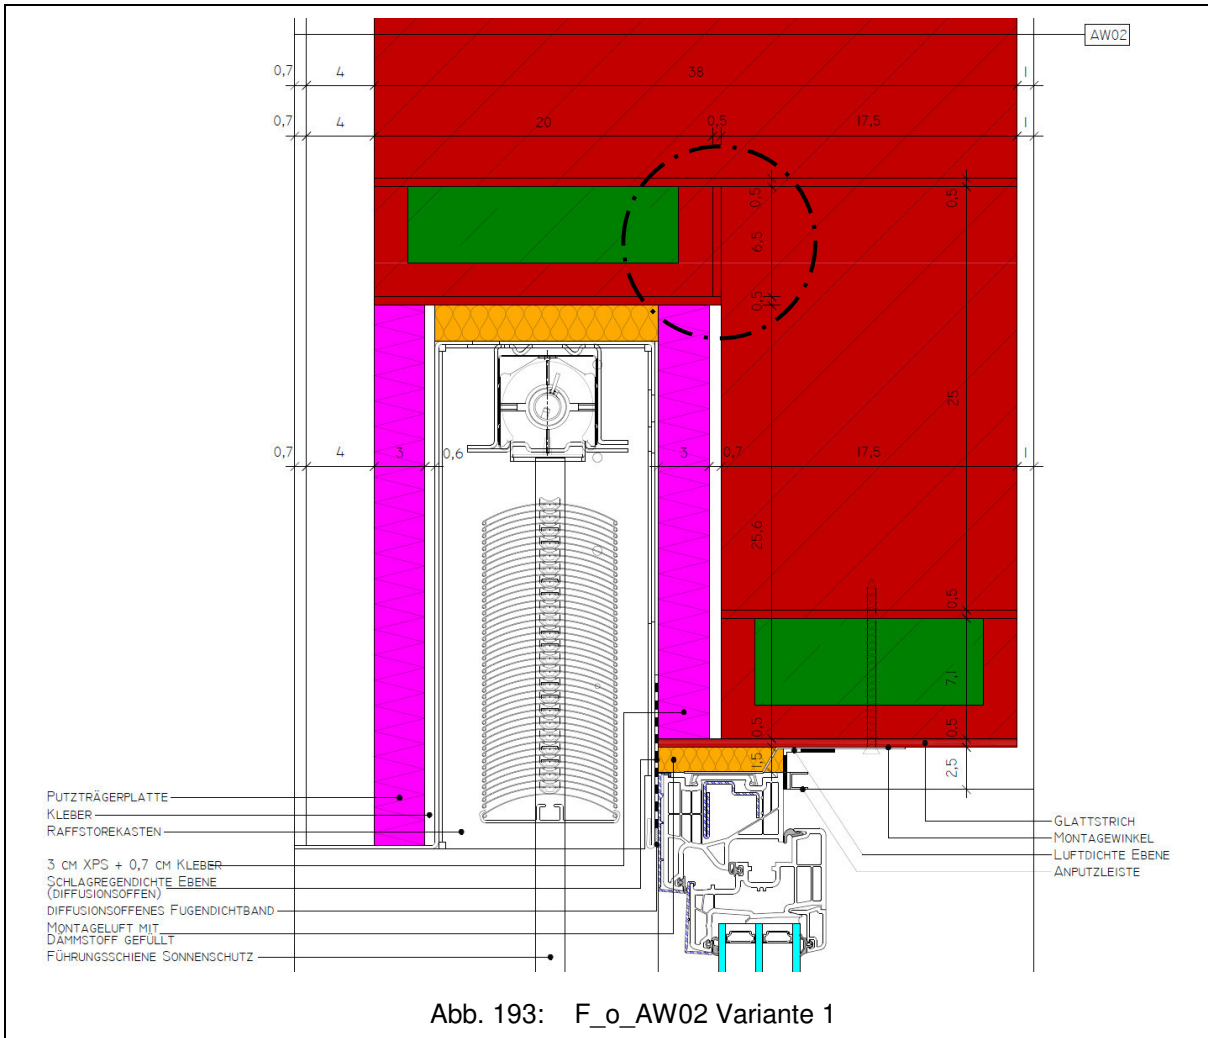 AW02
0,7 4 38 1
0,7 4 20 0,5 17,5 1
0,5 0,5
6,5
0,5
25
0,7 4 3 0,6 3 0,7 17,5 1
25,6
0,5
7,1
0,5 0,5
1,5 2,5
PUTZTRÄGERPLATTE
KLEBER
RAFFSTOREKASTEN
3 CM XPS + 0,7 CM KLEBER
SCHLAGREGENDICHTE EBENE
(DIFFUSIONSOFFEN)
DIFFUSIONSOFFENES FUGENDICHTBAND
MONTAGELUFT MIT
DÄMMSTOFF GEFÜLLT
FÜHRUNGSSCHIENE SONNENSCHUTZ
GLATTSTRICH
MONTAGEWINKEL
LUFTDICHTE EBENE
ANPUTZLEISTE
Abb. 193: F_o_AW02 Variante 1